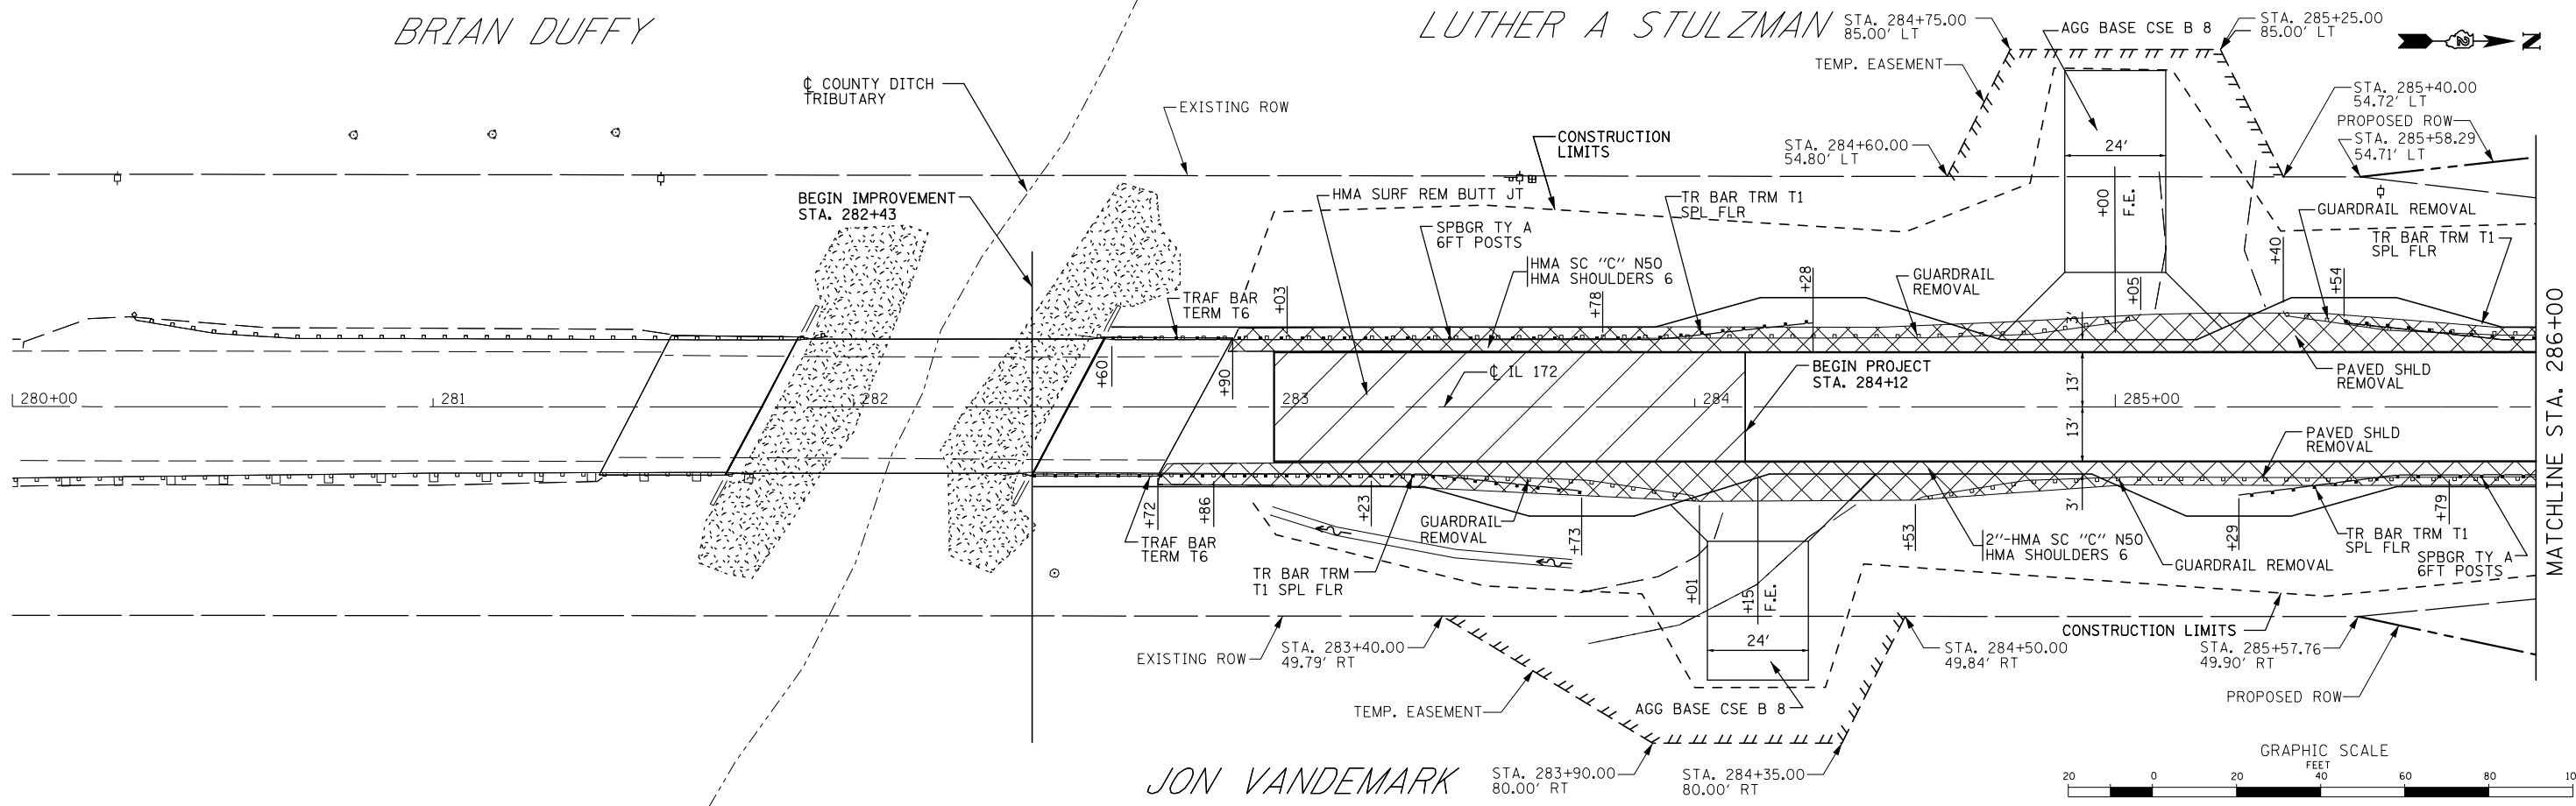 BRIAN DUFFY
LUTHER A STULZMAN
STA. 284+75.00
85.00' LT
AGG BASE CSE B 8
STA. 285+25.00
85.00' LT
N
TEMP. EASEMENT
℄ COUNTY DITCH
TRIBUTARY
EXISTING ROW
CONSTRUCTION
LIMITS
STA. 284+60.00
54.80' LT
24'
STA. 285+40.00
54.72' LT
PROPOSED ROW
STA. 285+58.29
54.71' LT
BEGIN IMPROVEMENT
STA. 282+43
HMA SURF REM BUTT JT
TR BAR TRM T1
SPL FLR
+00
F.E.
GUARDRAIL REMOVAL
SPBGR TY A
6FT POSTS
TR BAR TRM T1
SPL FLR
+40
HMA SC "C" N50
HMA SHOULDERS 6
GUARDRAIL
REMOVAL
TRAF BAR
TERM T6
+03
+78
+28
+05
+54
3'
+60
+90
℄ IL 172
BEGIN PROJECT
STA. 284+12
13'
PAVED SHLD
REMOVAL
280+00
281
282
283
284
285+00
13'
PAVED SHLD
REMOVAL
MATCHLINE STA. 286+00
+72
+86
+23
GUARDRAIL
REMOVAL
+73
+53
3'
+29
+79
TRAF BAR
TERM T6
TR BAR TRM
T1 SPL FLR
2"-HMA SC "C" N50
HMA SHOULDERS 6
GUARDRAIL REMOVAL
TR BAR TRM T1
SPL FLR
SPBGR TY A
6FT POSTS
+01
+15
F.E.
EXISTING ROW
STA. 283+40.00
49.79' RT
24'
STA. 284+50.00
49.84' RT
CONSTRUCTION LIMITS
STA. 285+57.76
49.90' RT
TEMP. EASEMENT
AGG BASE CSE B 8
PROPOSED ROW
JON VANDEMARK
STA. 283+90.00
80.00' RT
STA. 284+35.00
80.00' RT
GRAPHIC SCALE
FEET
20 0 20 40 60 80